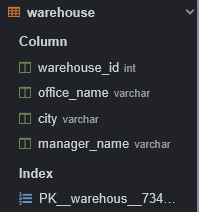 warehouse
Column
warehouse_id int
office_name varchar
city varchar
manager_name varchar
Index
PK__warehous__734...